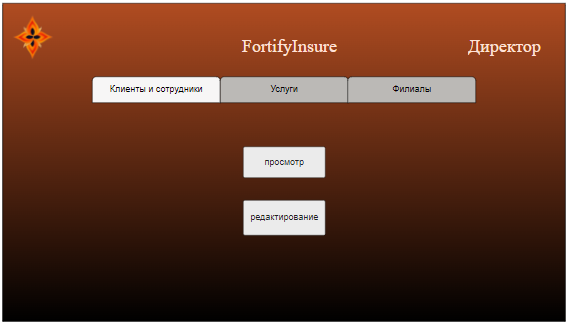 FortifyInsure
Директор
Клиенты и сотрудники
Услуги
Филиалы
просмотр
редактирование